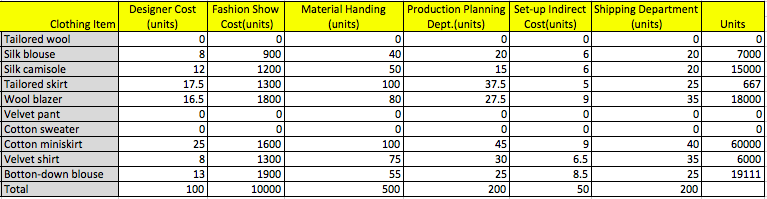 Clothing Item Designer Cost (units) Fashion Show Cost(units) Material Handing (units) Production Planning Dept.(units) Set-up Indirect Cost(units) Shipping Department (units) Units
Tailored wool 0 0 0 0 0 0 0
Silk blouse 8 900 40 20 6 20 7000
Silk camisole 12 1200 50 15 6 20 15000
Tailored skirt 17.5 1300 100 37.5 5 25 667
Wool blazer 16.5 1800 80 27.5 9 35 18000
Velvet pant 0 0 0 0 0 0 0
Cotton sweater 0 0 0 0 0 0 0
Cotton miniskirt 25 1600 100 45 9 40 60000
Velvet shirt 8 1300 75 30 6.5 35 6000
Botton-down blouse 13 1900 55 25 8.5 25 19111
Total 100 10000 500 200 50 200